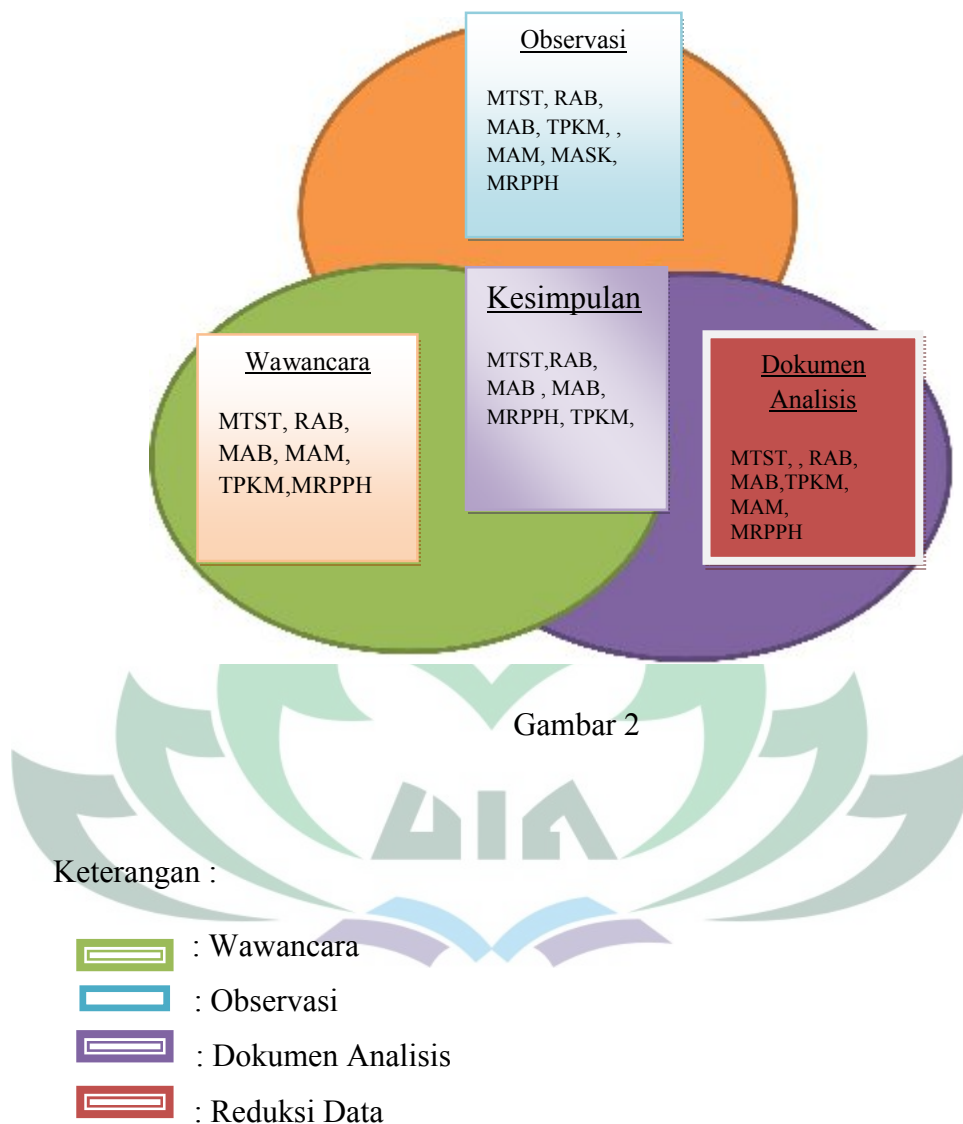 Observasi
MTST, RAB,
MAB, TPKM, ,
MAM, MASK,
MRPPH
Kesimpulan
MTST,RAB,
MAB , MAB,
MRPPH, TPKM,
Wawancara
MTST, RAB,
MAB, MAM,
TPKM,MRPPH
Dokumen
Analisis
MTST, , RAB,
MAB,TPKM,
MAM,
MRPPH
Gambar 2
UIN
Keterangan :
: Wawancara
: Observasi
: Dokumen Analisis
: Reduksi Data